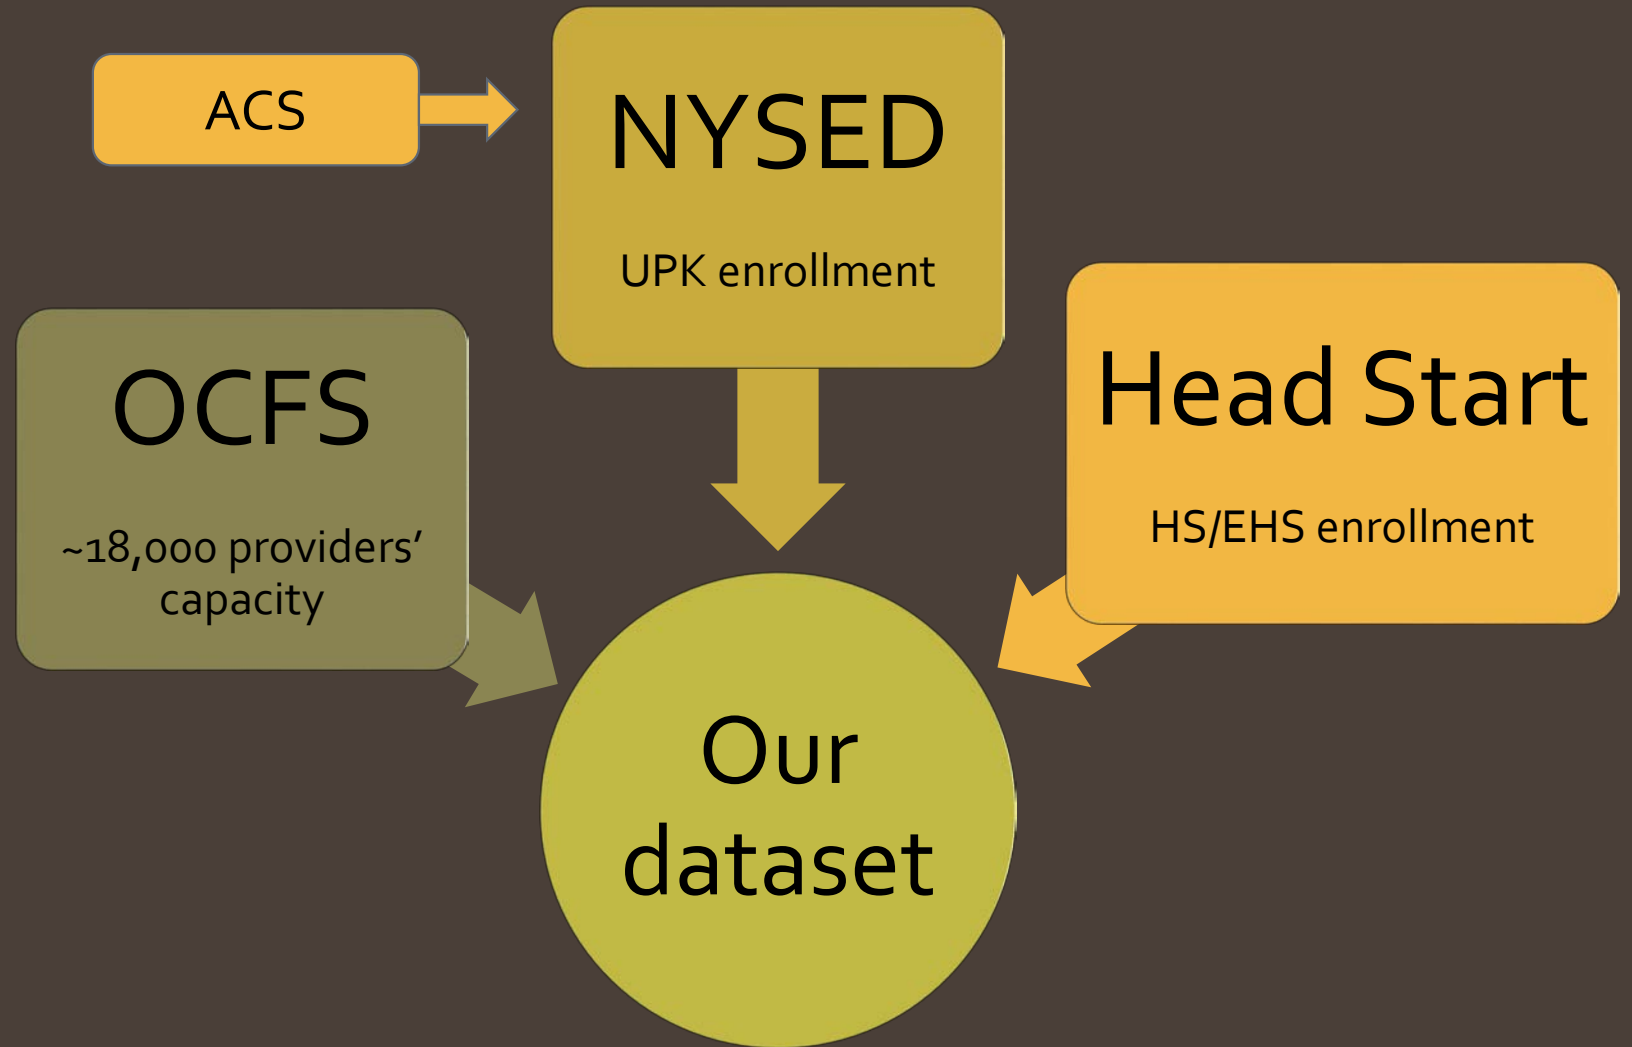 ACS
NYSED
UPK enrollment
OCFS
~18,000 providers’
capacity
Head Start
HS/EHS enrollment
Our
dataset